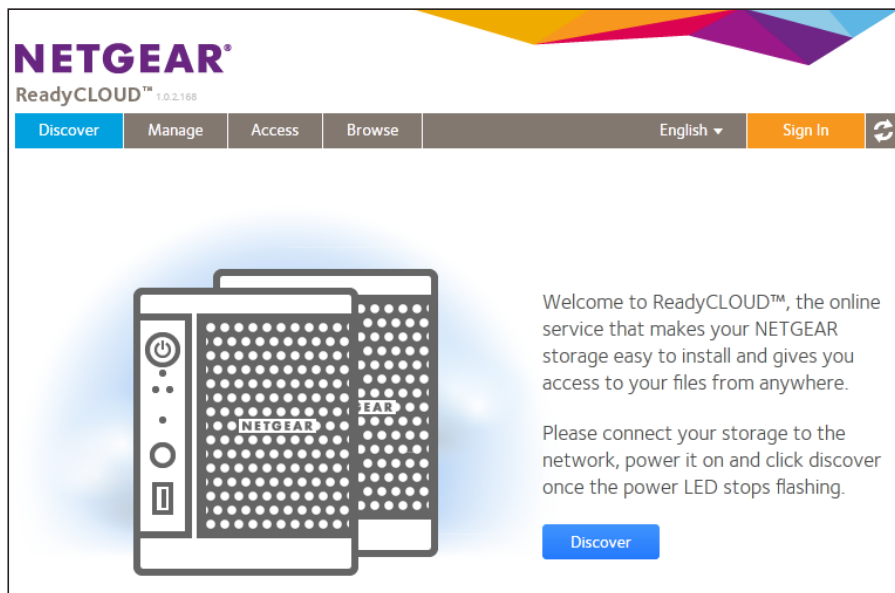 NETGEAR®
ReadyCLOUD™ 1.0.2.168
Discover Manage Access Browse English Sign In
Welcome to ReadyCLOUD™, the online
service that makes your NETGEAR
storage easy to install and gives you
access to your files from anywhere.
NETGEAR
GEAR
Please connect your storage to the
network, power it on and click discover
once the power LED stops flashing.
Discover